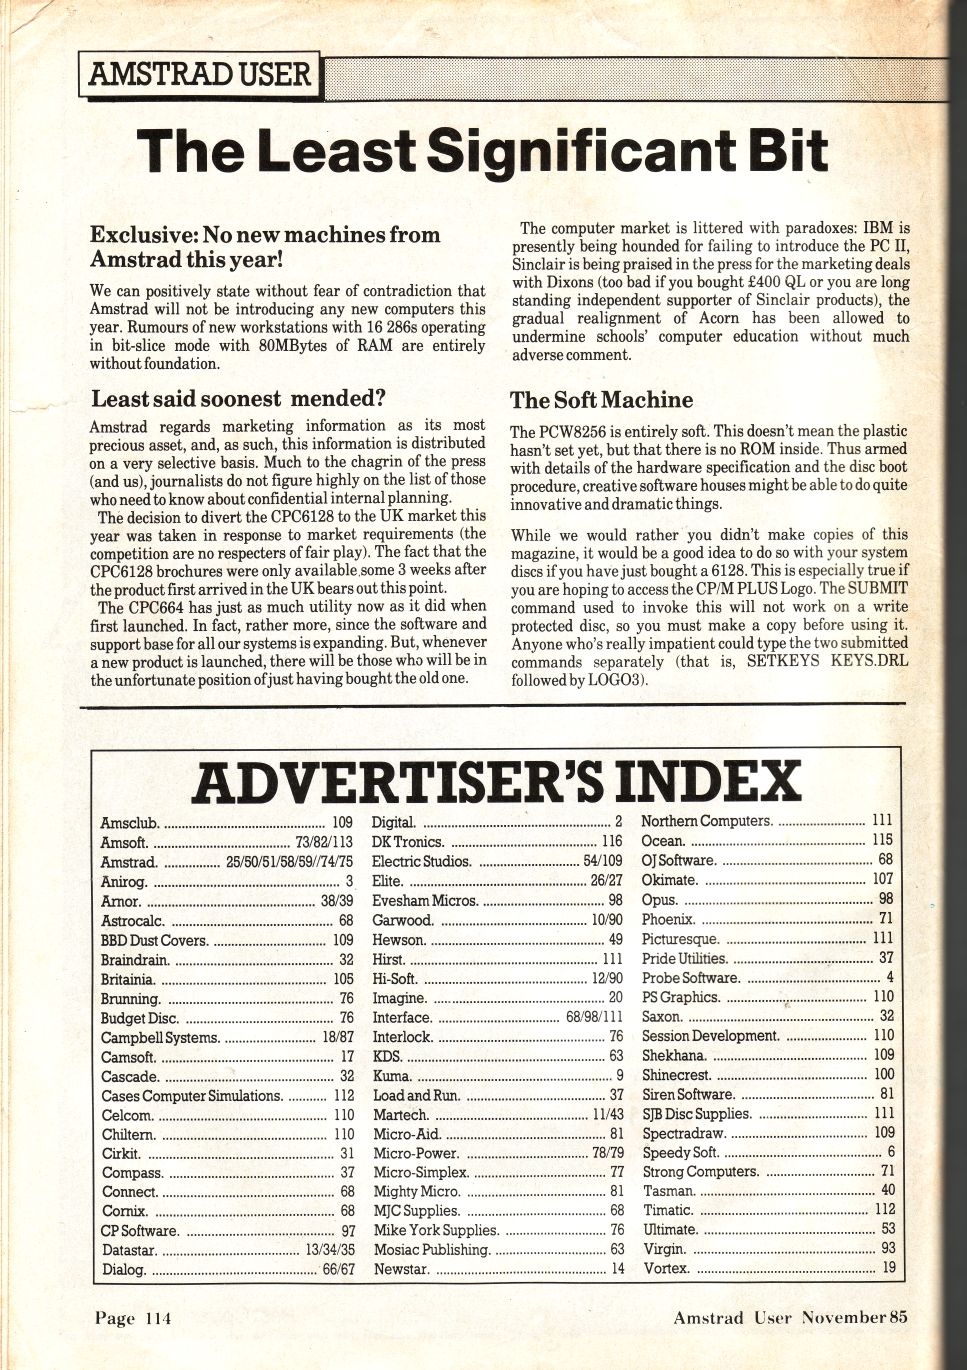 AMSTRAD USER
The Least Significant Bit
Exclusive: No new machines from
Amstrad this year!
We can positively state without fear of contradiction that
Amstrad will not be introducing any new computers this
year. Rumours of new workstations with 16 286s operating
in bit-slice mode with 80MBytes of RAM are entirely
without foundation.
Least said soonest mended?
Amstrad regards marketing information as its most
precious asset, and, as such, this information is distributed
on a very selective basis. Much to the chagrin of the press
(and us), journalists do not figure highly on the list of those
who need to know about confidential internal planning.
The decision to divert the CPC6128 to the UK market this
year was taken in response to market requirements (the
competition are no respecters of fair play). The fact that the
CPC6128 brochures were only available some 3 weeks after
the product first arrived in the UK bears out this point.
The CPC664 has just as much utility now as it did when
first launched. In fact, rather more, since the software and
support base for all our systems is expanding. But, whenever
a new product is launched, there will be those who will be in
the unfortunate position of just having bought the old one.
The computer market is littered with paradoxes: IBM is
presently being hounded for failing to introduce the PC II,
Sinclair is being praised in the press for the marketing deals
with Dixons (too bad if you bought £400 QL or you are long
standing independent supporter of Sinclair products), the
gradual realignment of Acorn has been allowed to
undermine schools' computer education without much
adverse comment.
The Soft Machine
The PCW8256 is entirely soft. This doesn't mean the plastic
hasn't set yet, but that there is no ROM inside. Thus armed
with details of the hardware specification and the disc boot
procedure, creative software houses might be able to do quite
innovative and dramatic things.
While we would rather you didn't make copies of this
magazine, it would be a good idea to do so with your system
discs if you have just bought a 6128. This is especially true if
you are hoping to access the CP/M PLUS Logo. The SUBMIT
command used to invoke this will not work on a write
protected disc, so you must make a copy before using it.
Anyone who's really impatient could type the two submitted
commands separately (that is, SETKEYS KEYS.DRL
followed by LOGO3).
ADVERTISER'S INDEX
Amsclub. 109
Amsoft. 73/82/113
Amstrad. 25/50/51/58/59//74/75
Anirog. 3
Arnor. 38/39
Astrocalc. 68
BBD Dust Covers. 109
Braindrain. 32
Britainia. 105
Brunning. 76
Budget Disc. 76
Campbell Systems. 18/87
Camsoft. 17
Cascade. 32
Cases Computer Simulations. 112
Celcom. 110
Chiltern. 110
Cirkit. 31
Compass. 37
Connect. 68
Cornix. 68
CP Software. 97
Datastar. 13/34/35
Dialog. 66/67
Digital. 2
DK Tronics. 116
Electric Studios. 54/109
Elite. 26/27
Evesham Micros. 98
Garwood. 10/90
Hewson. 49
Hirst. 111
Hi-Soft. 12/90
Imagine. 20
Interface. 68/98/111
Interlock. 76
KDS. 63
Kuma. 9
Load and Run. 37
Martech. 11/43
Micro-Aid. 81
Micro-Power. 78/79
Micro-Simplex. 77
Mighty Micro. 81
MJC Supplies. 68
Mike York Supplies. 76
Mosiac Publishing. 63
Newstar. 14
Northern Computers. 111
Ocean. 115
OJ Software. 68
Okimate. 107
Opus. 98
Phoenix. 71
Picturesque. 111
Pride Utilities. 37
Probe Software. 4
PS Graphics. 110
Saxon. 32
Session Development. 110
Shekhana. 109
Shinecrest. 100
Siren Software. 81
SJB Disc Supplies. 111
Spectradraw. 109
Speedy Soft. 6
Strong Computers. 71
Tasman. 40
Timatic. 112
Ultimate. 53
Virgin. 93
Vortex. 19
Page 114
Amstrad User November 85